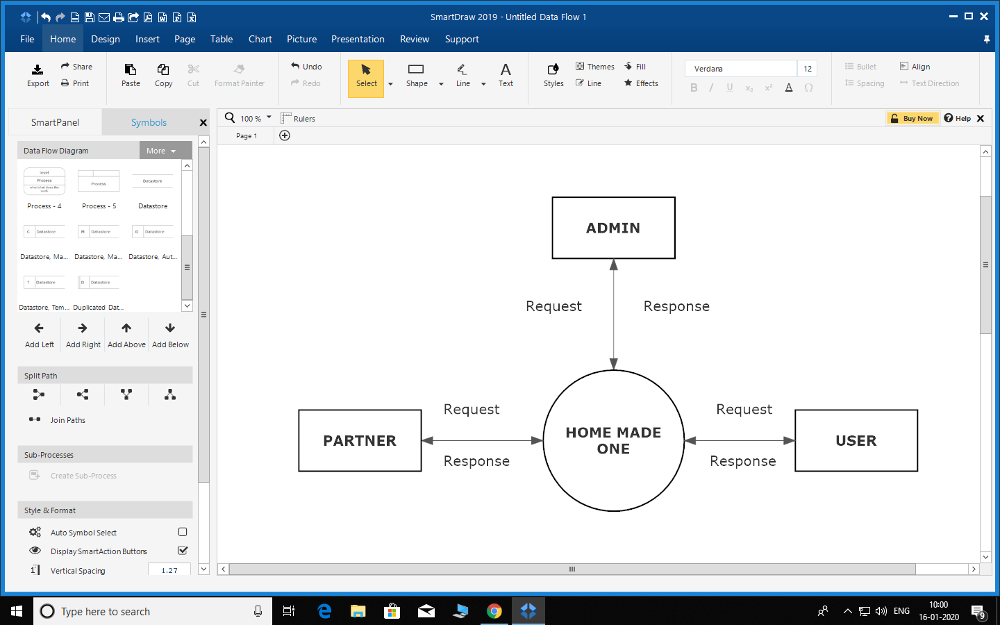 SmartDraw 2019 - Untitled Data Flow 1
File Home Design Insert Page Table Chart Picture Presentation Review Support
Export
Share
Print
Paste
Copy
Cut
Format Painter
Undo
Redo
Select
Shape
Line
Text
Styles
Themes
Line
Fill
Effects
Verdana 12
B I U x₂ x² A Ω
Bullet
Spacing
Align
Text Direction
SmartPanel Symbols
100 % Rulers
Buy Now Help
Page 1
Data Flow Diagram More
level
Process
who/what does the
work
Process
Datastore
Process - 4 Process - 5 Datastore
C Datastore M Datastore D Datastore
Datastore, Ma... Datastore, Ma... Datastore, Aut...
T Datastore D Datastore
Datastore, Tem... Duplicated Dat...
Add Left Add Right Add Above Add Below
Split Path
Join Paths
Sub-Processes
Create Sub-Process
Style & Format
Auto Symbol Select
Display SmartAction Buttons
Vertical Spacing 1.27
ADMIN
Request Response
PARTNER
Request
Response
HOME MADE
ONE
Request
Response
USER
Type here to search
ENG
10:00
16-01-2020
9